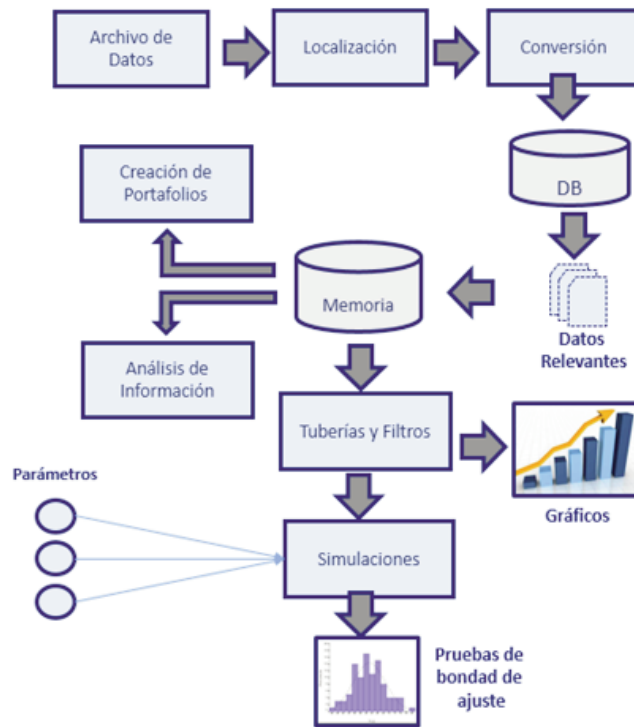 Archivo de
Datos
Localización
Conversión
DB
Creación de
Portafolios
Memoria
Datos
Relevantes
Análisis de
Información
Tuberías y Filtros
Gráficos
Parámetros
Simulaciones
Pruebas de
bondad de
ajuste